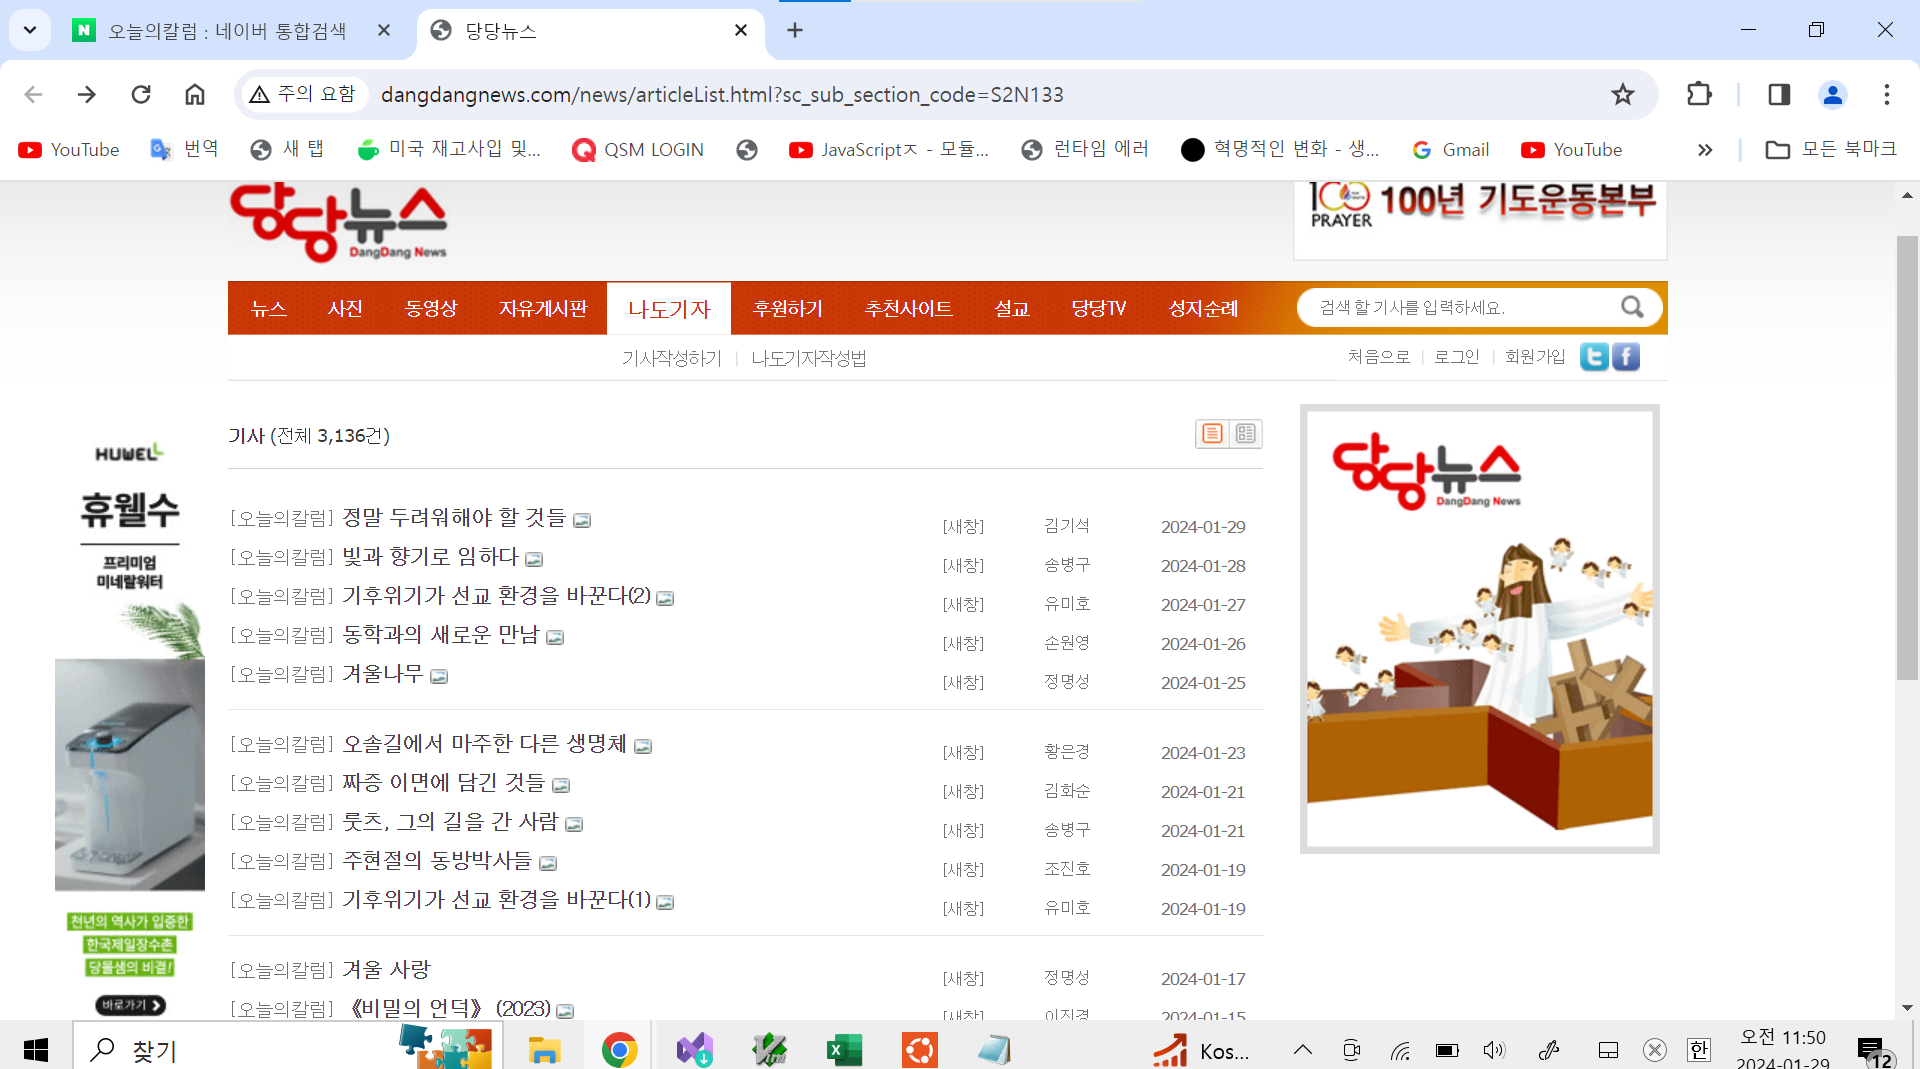 오늘의칼럼 : 네이버 통합검색
당당뉴스
주의 요함
dangdangnews.com/news/articleList.html?sc_sub_section_code=S2N133
YouTube
번역
새 탭
미국 재고사입 및...
QSM LOGIN
JavaScriptㅈ - 모듈...
런타임 에러
혁명적인 변화 - 생...
Gmail
YouTube
모든 북마크
당당뉴스
DangDang News
100
PRAYER
100년 기도운동본부
뉴스 사진 동영상 자유게시판 나도기자 후원하기 추천사이트 설교 당당TV 성지순례
검색 할 기사를 입력하세요.
기사작성하기 | 나도기자작성법
처음으로 | 로그인 | 회원가입
기사 (전체 3,136건)
[오늘의칼럼] 정말 두려워해야 할 것들 [새창] 김기석 2024-01-29
[오늘의칼럼] 빛과 향기로 임하다 [새창] 송병구 2024-01-28
[오늘의칼럼] 기후위기가 선교 환경을 바꾼다(2) [새창] 유미호 2024-01-27
[오늘의칼럼] 동학과의 새로운 만남 [새창] 손원영 2024-01-26
[오늘의칼럼] 겨울나무 [새창] 정명성 2024-01-25
[오늘의칼럼] 오솔길에서 마주한 다른 생명체 [새창] 황은경 2024-01-23
[오늘의칼럼] 짜증 이면에 담긴 것들 [새창] 김화순 2024-01-21
[오늘의칼럼] 룻츠, 그의 길을 간 사람 [새창] 송병구 2024-01-21
[오늘의칼럼] 주현절의 동방박사들 [새창] 조진호 2024-01-19
[오늘의칼럼] 기후위기가 선교 환경을 바꾼다(1) [새창] 유미호 2024-01-19
[오늘의칼럼] 겨울 사랑 [새창] 정명성 2024-01-17
[오늘의칼럼] 《비밀의 언덕》 (2023) [새창] 이진경 2024-01-15
HUWELL
휴웰수
프리미엄
미네랄워터
천년의 역사가 입증한
한국제일장수촌
당몰샘의 비결!
바로가기
당당뉴스
DangDang News
찾기
Kos...
한
오전 11:50
2024-01-29
12